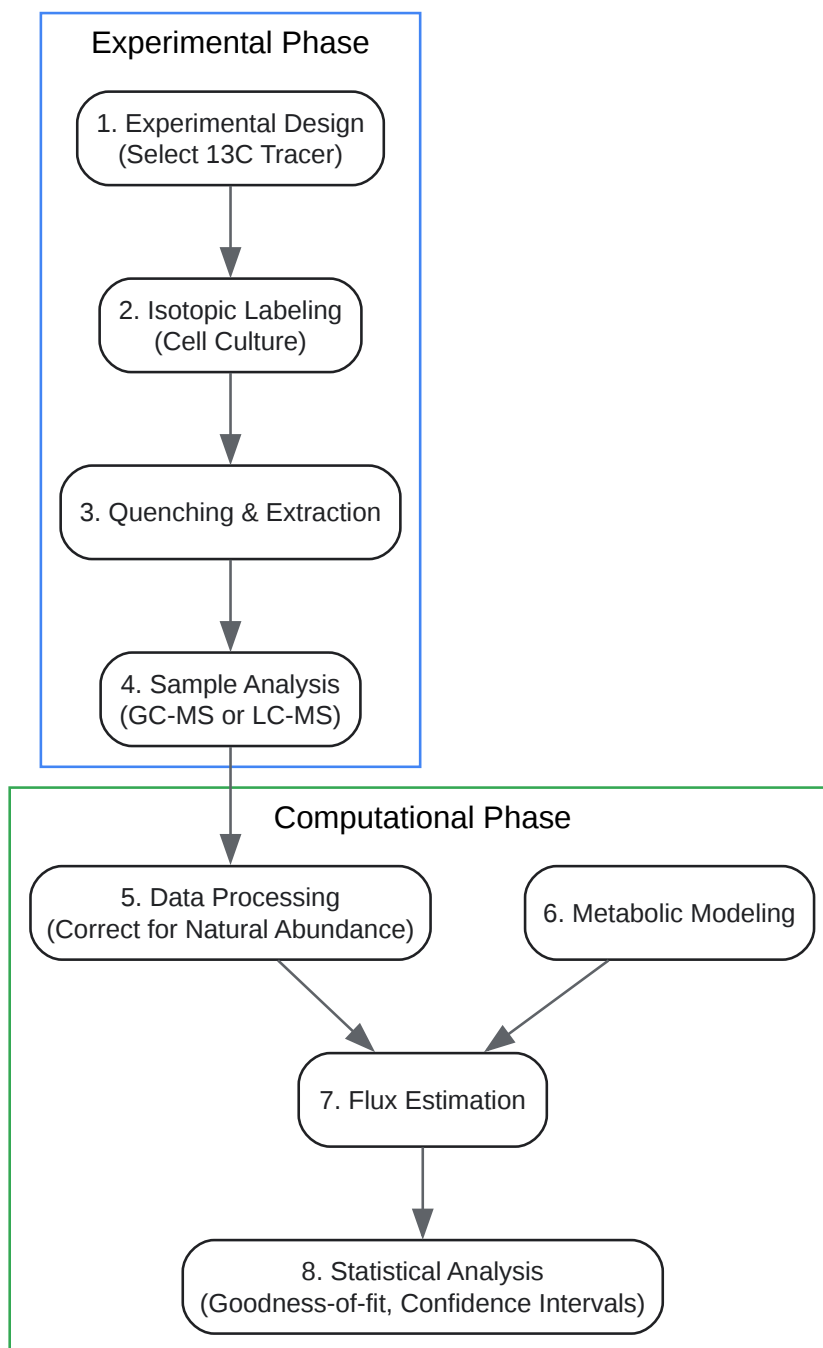 Experimental Phase
1. Experimental Design
(Select 13C Tracer)
2. Isotopic Labeling
(Cell Culture)
3. Quenching & Extraction
4. Sample Analysis
(GC-MS or LC-MS)
Computational Phase
5. Data Processing
(Correct for Natural Abundance)
6. Metabolic Modeling
7. Flux Estimation
8. Statistical Analysis
(Goodness-of-fit, Confidence Intervals)